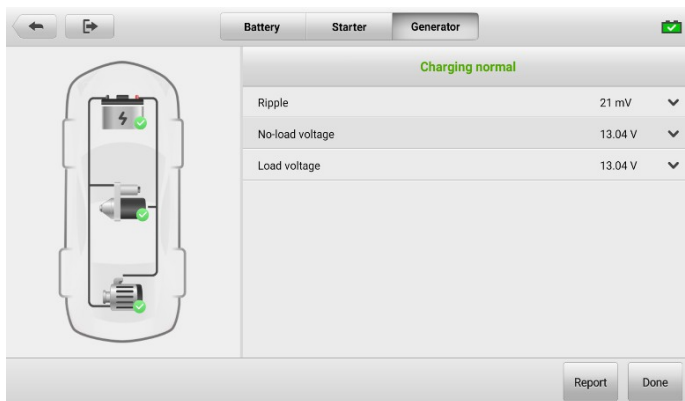 Battery Starter Generator
Charging normal
Ripple 21 mV
No-load voltage 13.04 V
Load voltage 13.04 V
Report Done